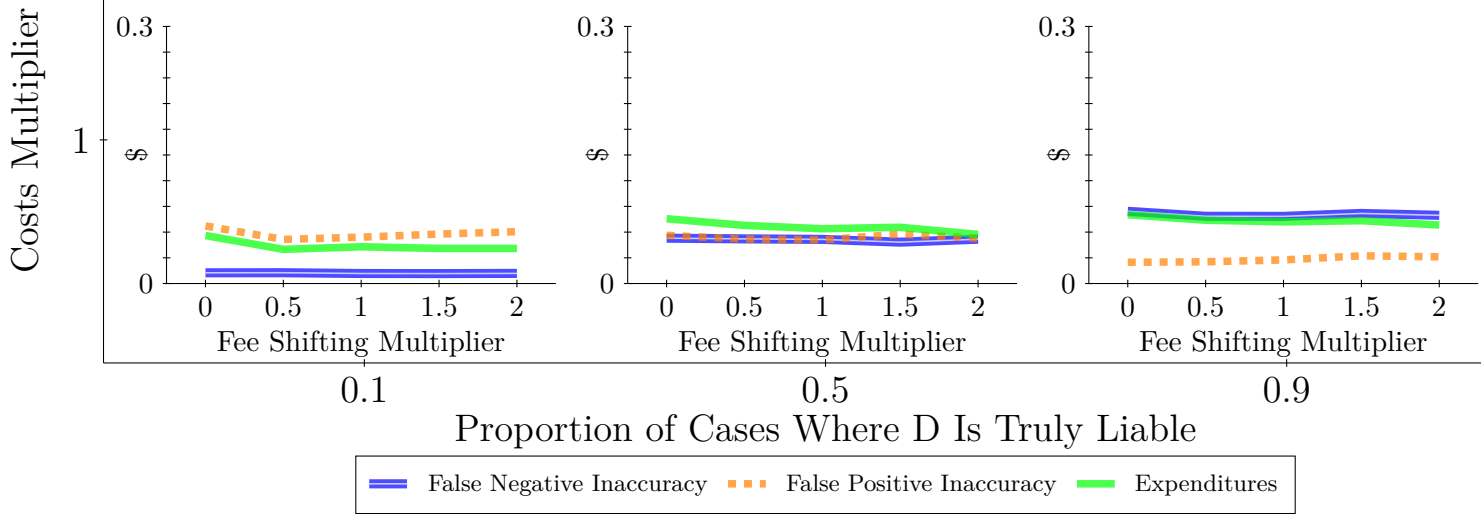 Costs Multiplier
1
0.3
$
0
0 0.5 1 1.5 2
Fee Shifting Multiplier
0.3
$
0
0 0.5 1 1.5 2
Fee Shifting Multiplier
0.3
$
0
0 0.5 1 1.5 2
Fee Shifting Multiplier
0.1 0.5 0.9
Proportion of Cases Where D Is Truly Liable
False Negative Inaccuracy False Positive Inaccuracy Expenditures